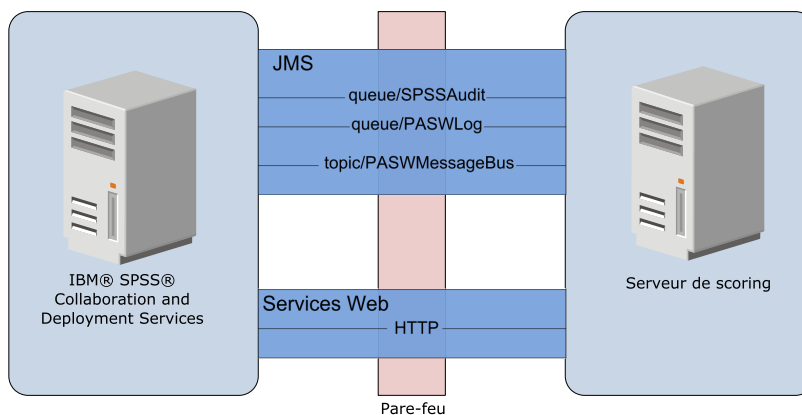 JMS
queue/SPSSAudit
queue/PASWLog
topic/PASWMessageBus
IBM® SPSS®
Collaboration and
Deployment Services
Serveur de scoring
Services Web
HTTP
Pare-feu